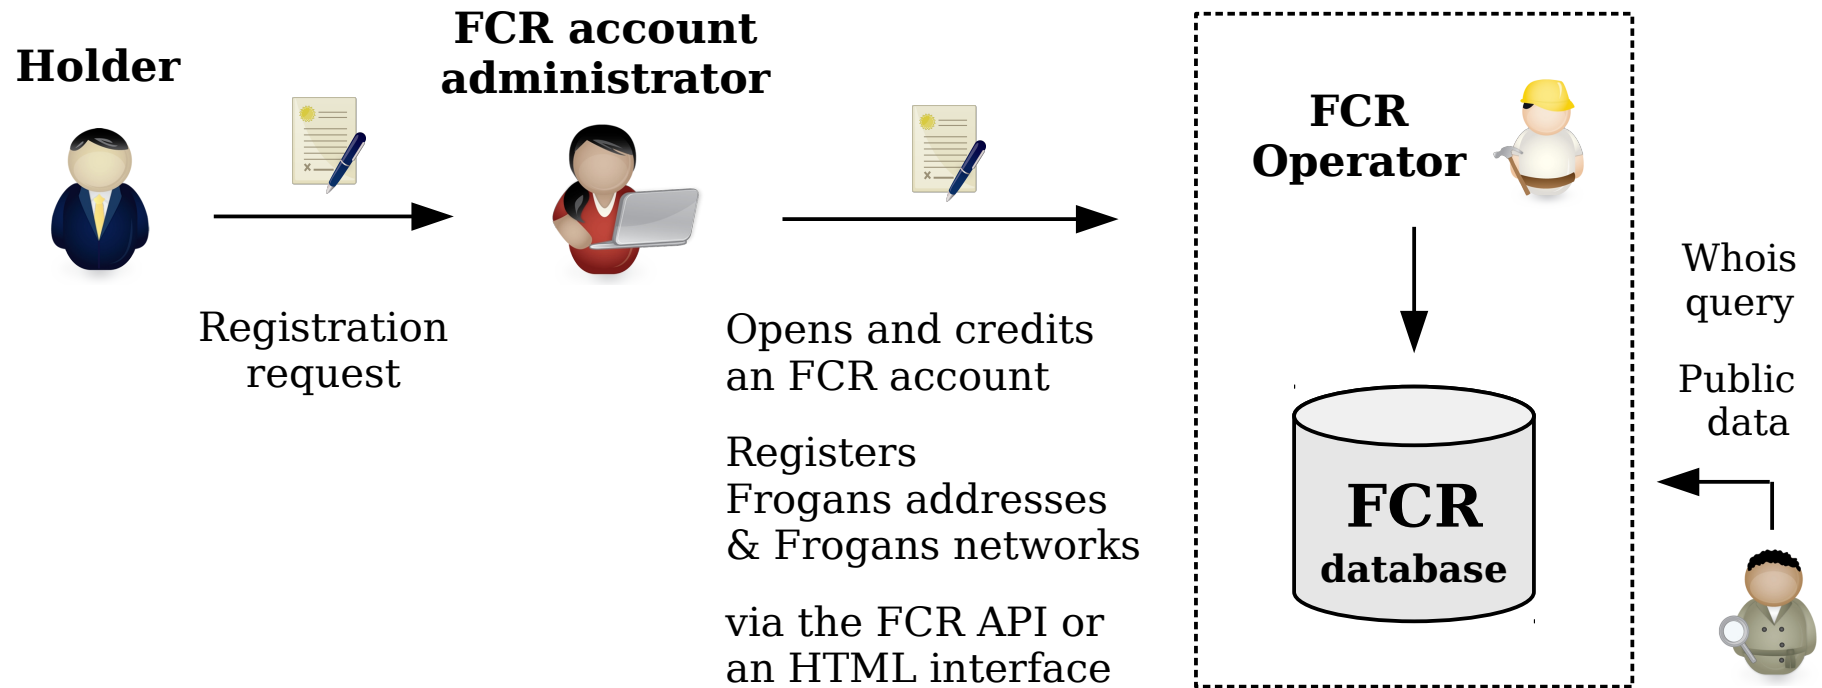 Holder
FCR account
administrator
Registration
request
Opens and credits
an FCR account
Registers
Frogans addresses
& Frogans networks
via the FCR API or
an HTML interface
FCR
Operator
FCR
database
Whois
query
Public
data